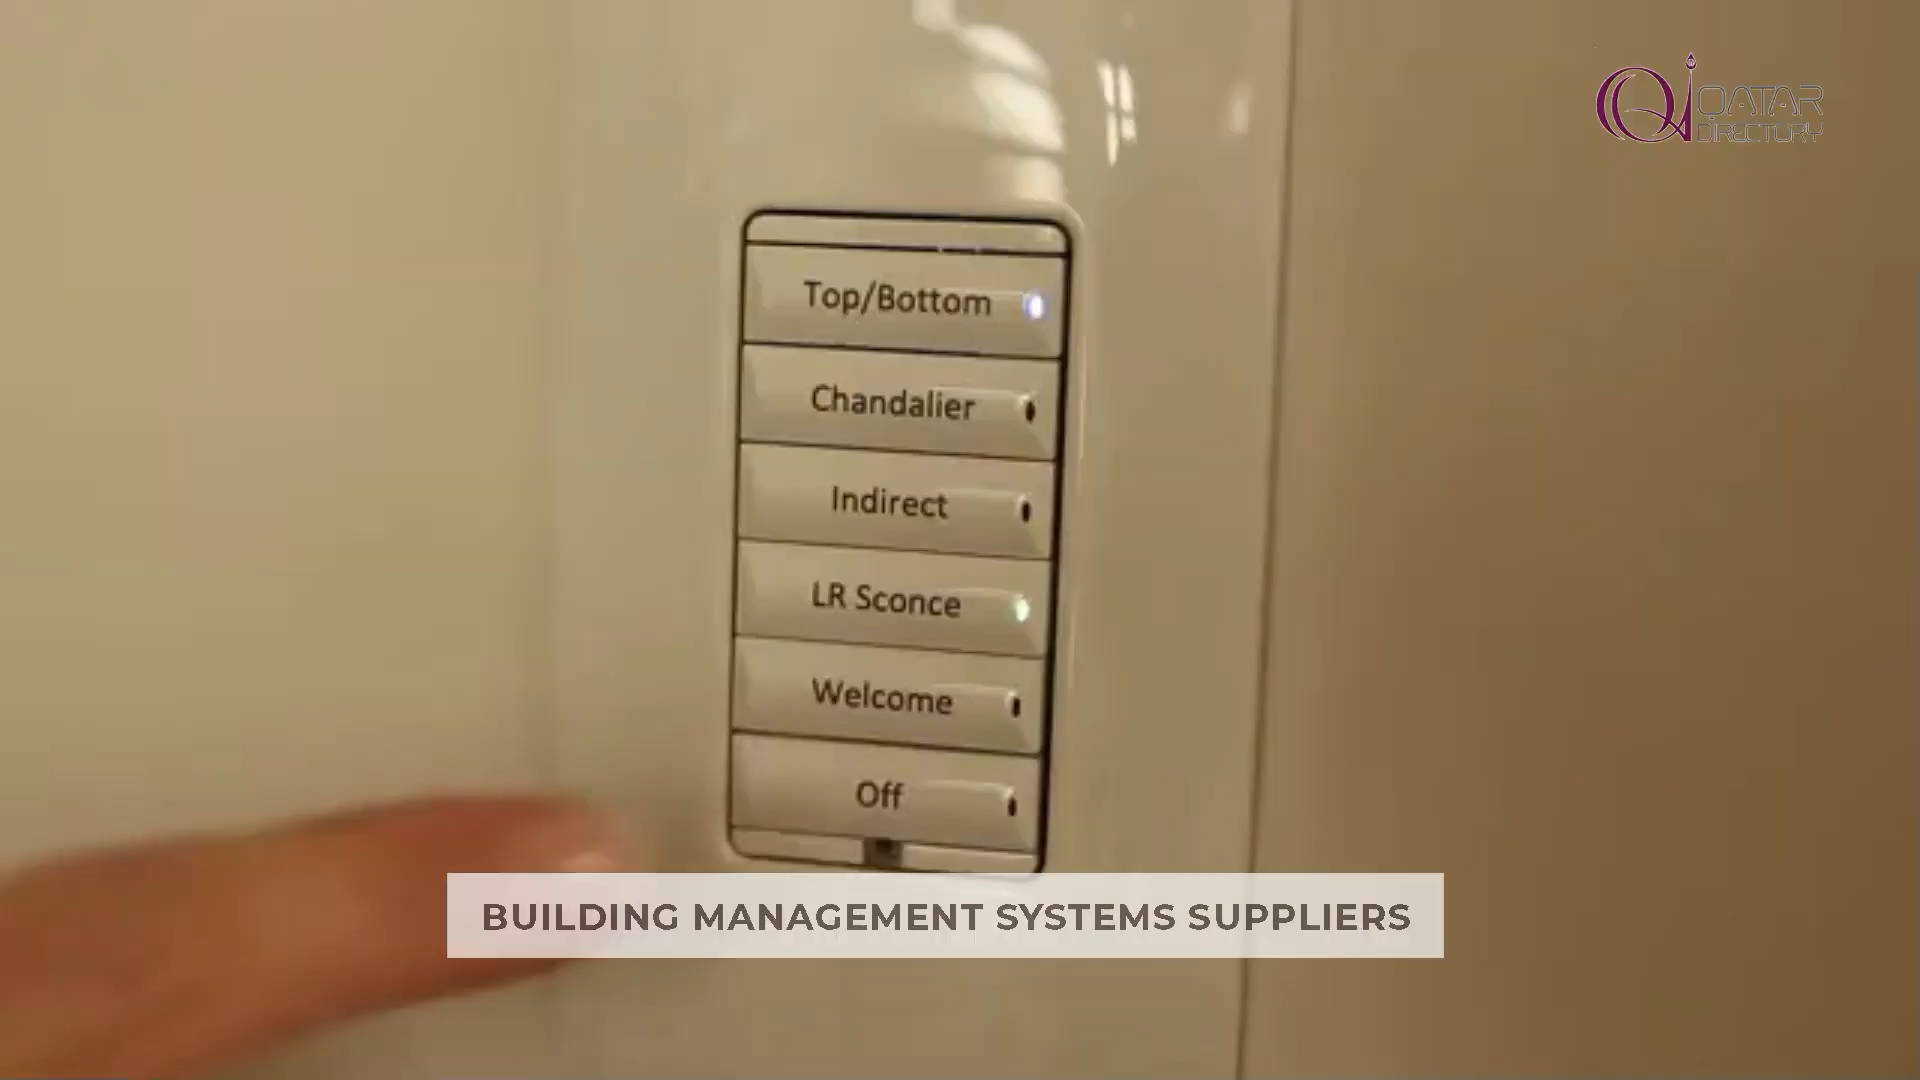 QATAR
DIRECTORY
Top/Bottom
Chandalier
Indirect
LR Sconce
Welcome
Off
BUILDING MANAGEMENT SYSTEMS SUPPLIERS